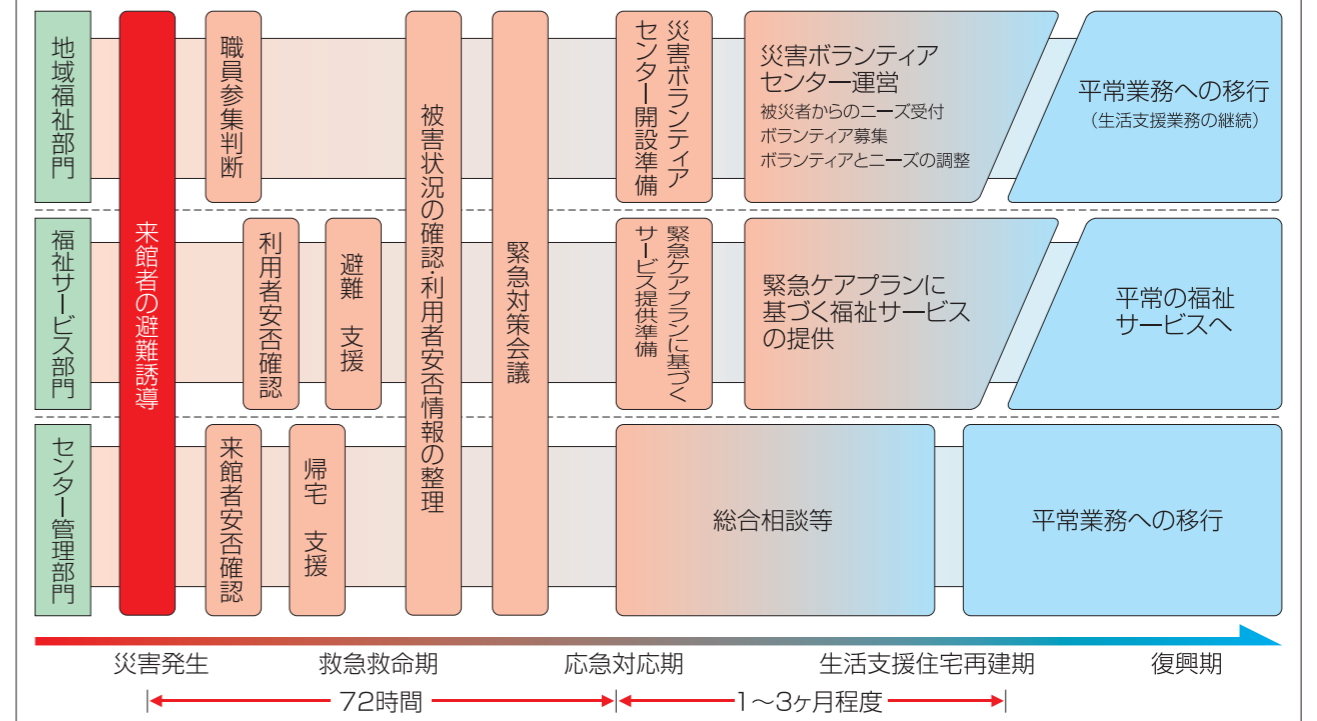 地域福祉部門
福祉サービス部門
センター管理部門
来館者の避難誘導
職員参集判断
利用者安否確認
避難 支援
来館者安否確認
帰宅 支援
被害状況の確認・利用者安否情報の整理
緊急対策会議
災害ボランティア
センター開設準備
緊急ケアプランに基づく
サービス提供準備
災害ボランティア
センター運営
被災者からのニーズ受付
ボランティア募集
ボランティアとニーズの調整
緊急ケアプランに
基づく福祉サービス
の提供
総合相談等
平常業務への移行
（生活支援業務の継続）
平常の福祉
サービスへ
平常業務への移行
災害発生
救急救命期
応急対応期
生活支援住宅再建期
復興期
72時間
1～3ヶ月程度